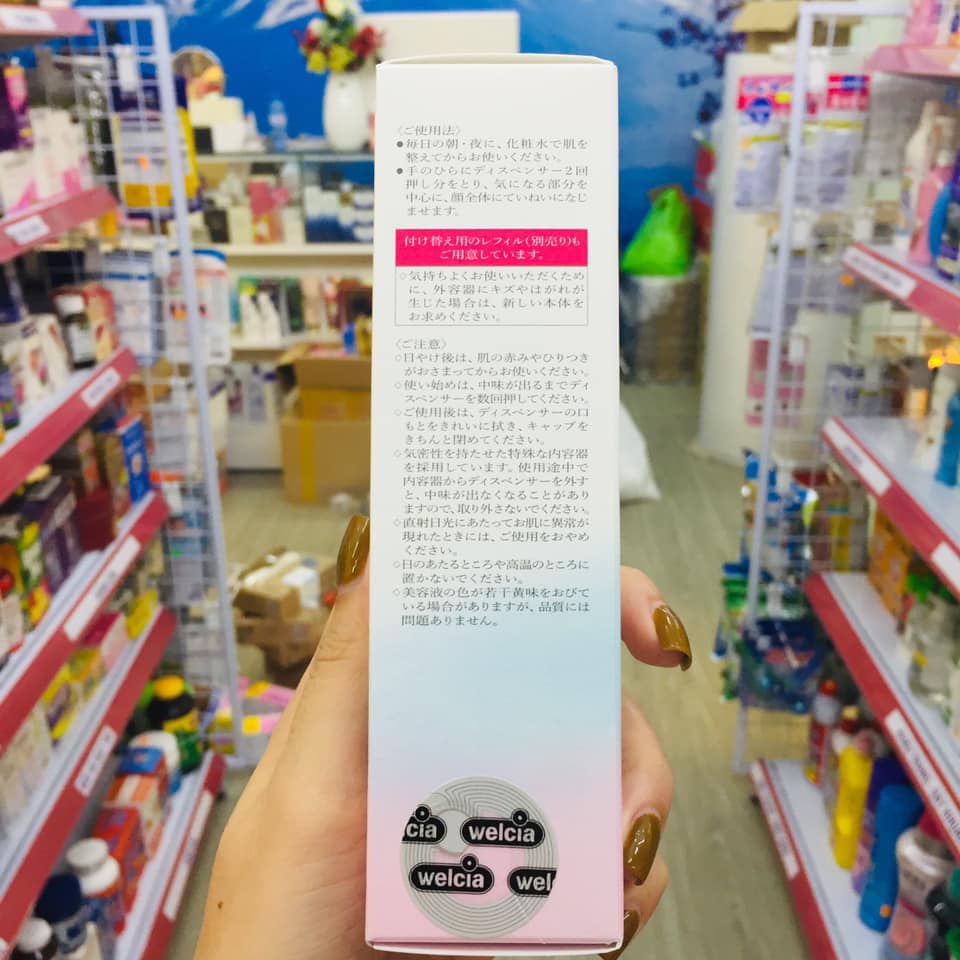 〈ご使用法〉
●毎日の朝・夜に、化粧水で肌を
整えてからお使いください。
●手のひらにディスペンサー2回
押し分をとり、気になる部分を
中心に、顔全体にていねいになじ
ませます。
付け替え用のレフィル(別売り)も
ご用意しています。
○気持ちよくお使いいただくため
に、外容器にキズやはがれが
生じた場合は、新しい本体を
お求めください。
〈ご注意〉
○日やけ後は、肌の赤みやひりつき
がおさまってからお使いください。
○使い始めは、中味が出るまでディ
スペンサーを数回押してください。
○ご使用後は、ディスペンサーの口
もとをきれいに拭き、キャップを
きちんと閉めてください。
○気密性を持たせた特殊な内容器
を採用しています。使用途中で
内容器からディスペンサーを外す
と、中味が出なくなることがあり
ますので、取り外さないでください。
○直射日光にあたってお肌に異常が
現れたときには、ご使用をおやめ
ください。
○日のあたるところや高温のところに
置かないでください。
○美容液の色が若干黄味をおびて
いる場合がありますが、品質には
問題ありません。
lcia welcia
welcia wel